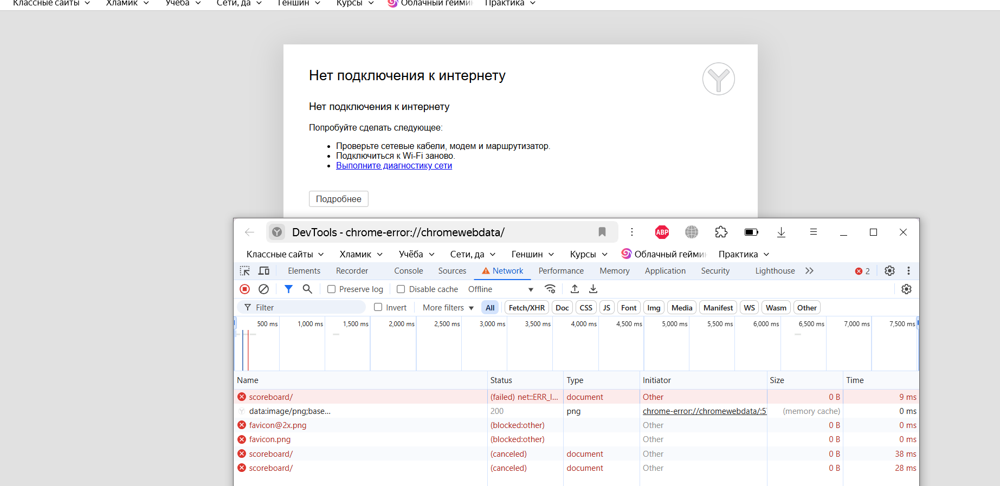 Классные сайты Хламик Учёба Сети, да Геншин Курсы Облачный геймин Практика
Нет подключения к интернету
Нет подключения к интернету
Попробуйте сделать следующее:
Проверьте сетевые кабели, модем и маршрутизатор.
Подключиться к Wi-Fi заново.
Выполните диагностику сети
Подробнее
DevTools - chrome-error://chromewebdata/ ABP
Классные сайты Хламик Учёба Сети, да Геншин Курсы Облачный геймин Практика
Elements Recorder Console Sources Network Performance Memory Application Security Lighthouse 2
Preserve log Disable cache Offline
Filter Invert More filters All Fetch/XHR Doc CSS JS Font Img Media Manifest WS Wasm Other
500 ms 1,000 ms 1,500 ms 2,000 ms 2,500 ms 3,000 ms 3,500 ms 4,000 ms 4,500 ms 5,000 ms 5,500 ms 6,000 ms 6,500 ms 7,000 ms 7,500 ms
Name Status Type Initiator Size Time
scoreboard/ (failed) net::ERR_I... document Other 0 B 9 ms
data:image/png;base... 200 png chrome-error://chromewebdata/:5 (memory cache) 0 ms
favicon@2x.png (blocked:other) Other 0 B 0 ms
favicon.png (blocked:other) Other 0 B 0 ms
scoreboard/ (canceled) document Other 0 B 38 ms
scoreboard/ (canceled) document Other 0 B 28 ms